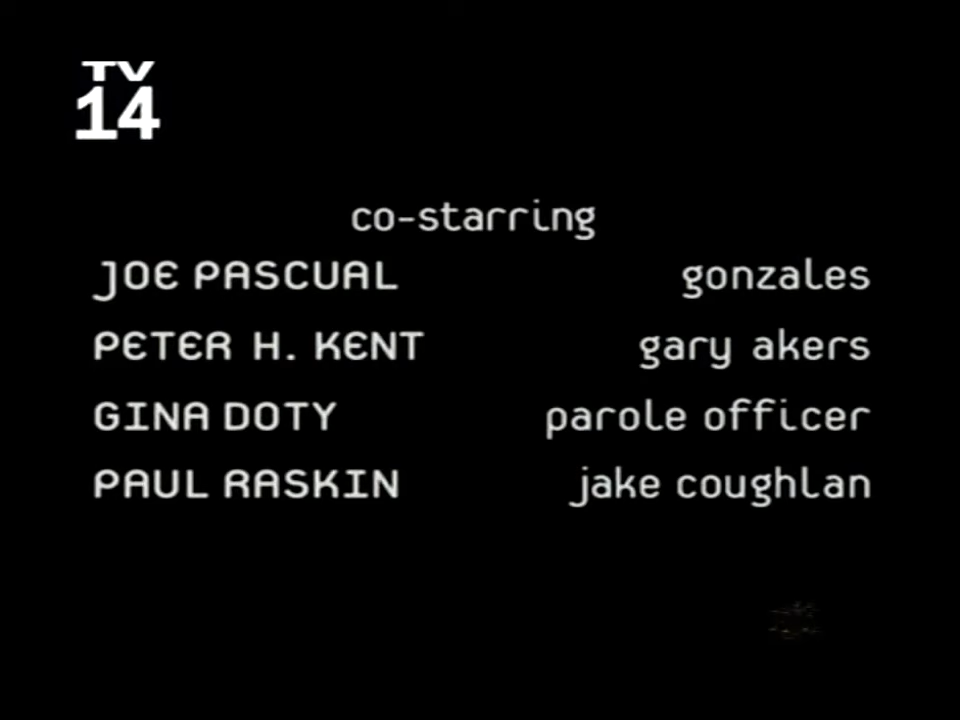 TV
14
co-starring
JOE PASCUAL gonzales
PETER H. KENT gary akers
GINA DOTY parole officer
PAUL RASKIN jake coughlan